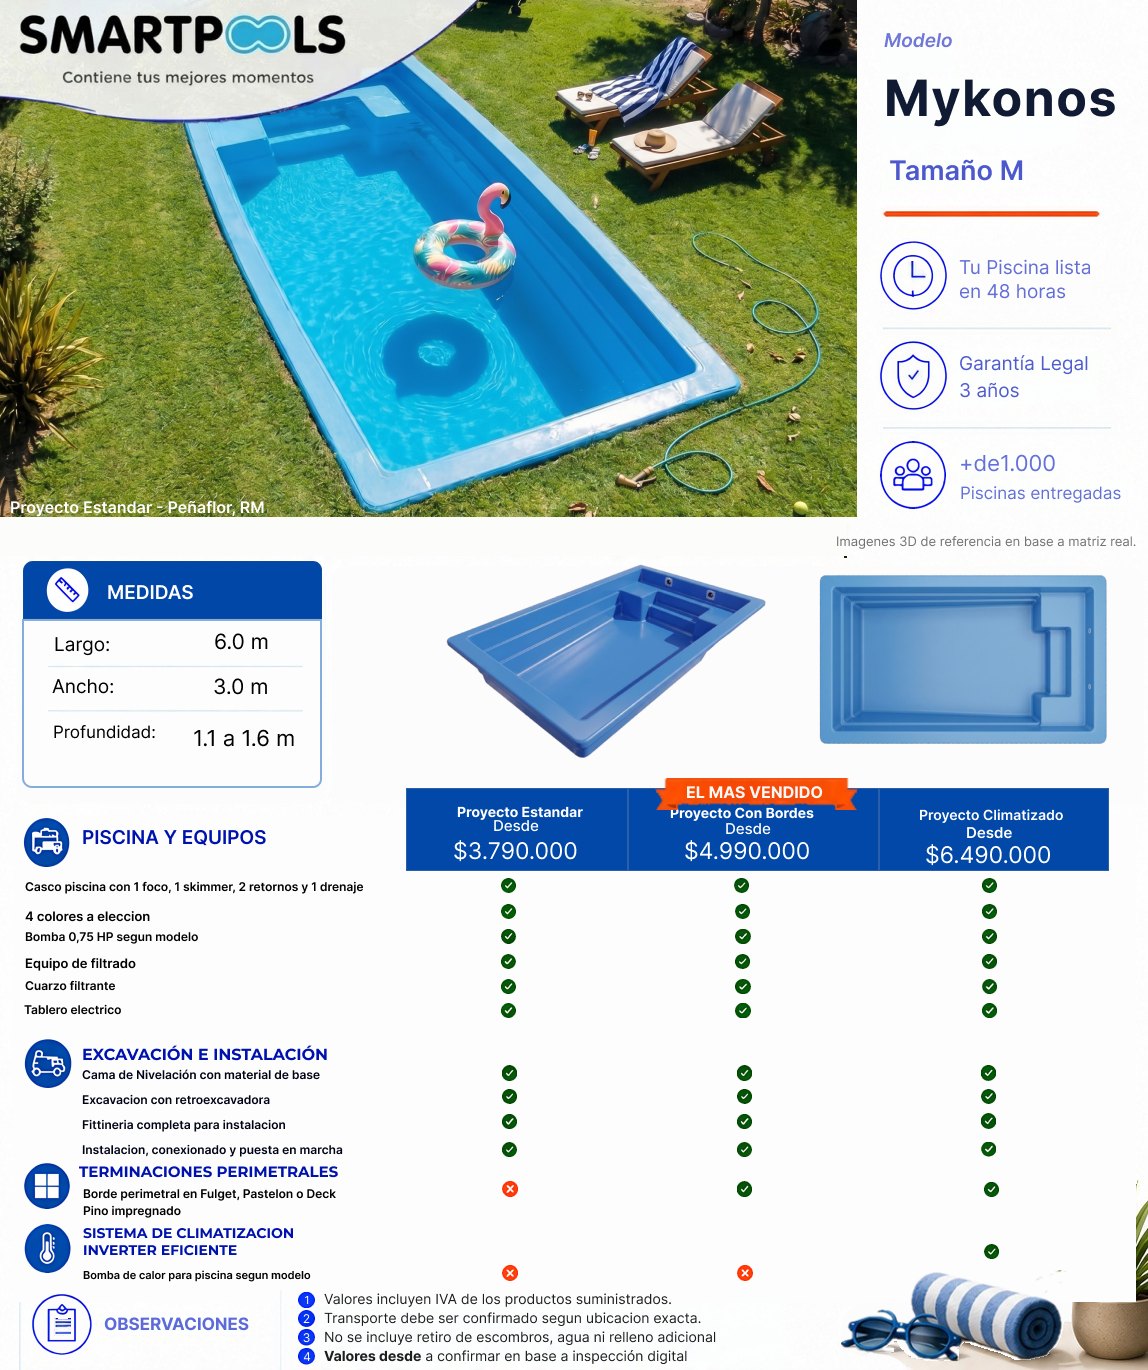 SMARTPOOLS
Contiene tus mejores momentos
Proyecto Estandar - Peñaflor, RM
Modelo
Mykonos
Tamaño M
Tu Piscina lista
en 48 horas
Garantía Legal
3 años
+de1.000
Piscinas entregadas
Imagenes 3D de referencia en base a matriz real.
MEDIDAS
Largo: 6.0 m
Ancho: 3.0 m
Profundidad: 1.1 a 1.6 m
EL MAS VENDIDO
Proyecto Estandar
Desde
$3.790.000
Proyecto Con Bordes
Desde
$4.990.000
Proyecto Climatizado
Desde
$6.490.000
PISCINA Y EQUIPOS
Casco piscina con 1 foco, 1 skimmer, 2 retornos y 1 drenaje
4 colores a eleccion
Bomba 0,75 HP segun modelo
Equipo de filtrado
Cuarzo filtrante
Tablero electrico
EXCAVACIÓN E INSTALACIÓN
Cama de Nivelación con material de base
Excavacion con retroexcavadora
Fittineria completa para instalacion
Instalacion, conexionado y puesta en marcha
TERMINACIONES PERIMETRALES
Borde perimetral en Fulget, Pastelon o Deck
Pino impregnado
SISTEMA DE CLIMATIZACION
INVERTER EFICIENTE
Bomba de calor para piscina segun modelo
OBSERVACIONES
1 Valores incluyen IVA de los productos suministrados.
2 Transporte debe ser confirmado segun ubicacion exacta.
3 No se incluye retiro de escombros, agua ni relleno adicional
4 Valores desde a confirmar en base a inspección digital